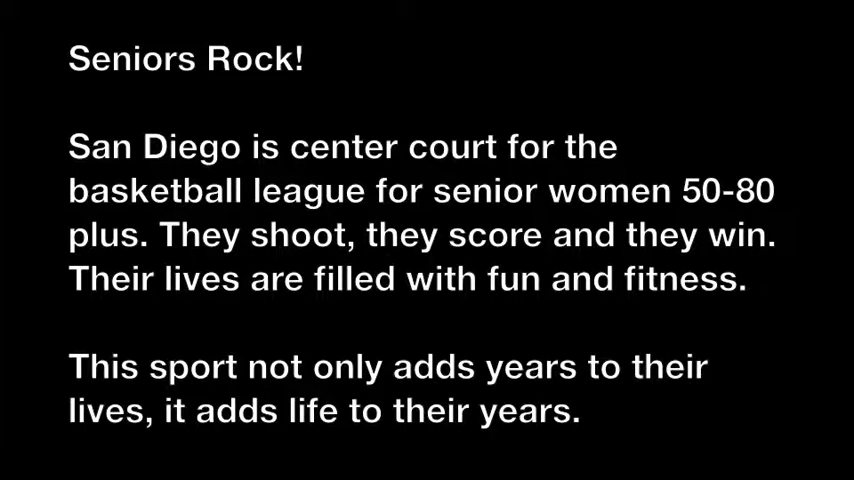 Seniors Rock!
San Diego is center court for the
basketball league for senior women 50-80
plus. They shoot, they score and they win.
Their lives are filled with fun and fitness.
This sport not only adds years to their
lives, it adds life to their years.